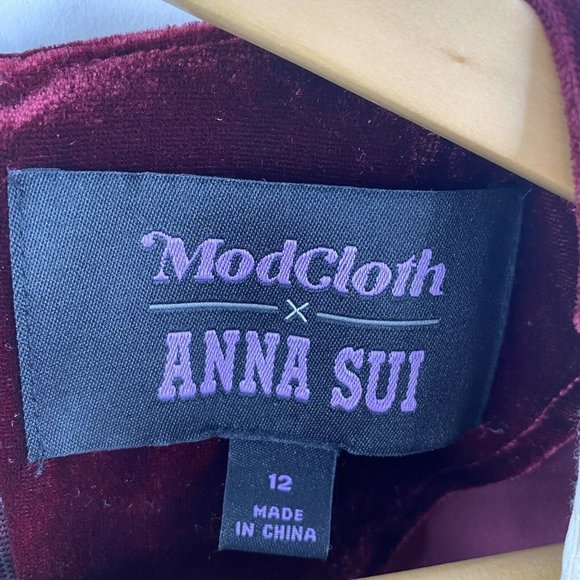 ModCloth
×
ANNA SUI
12
MADE
IN CHINA